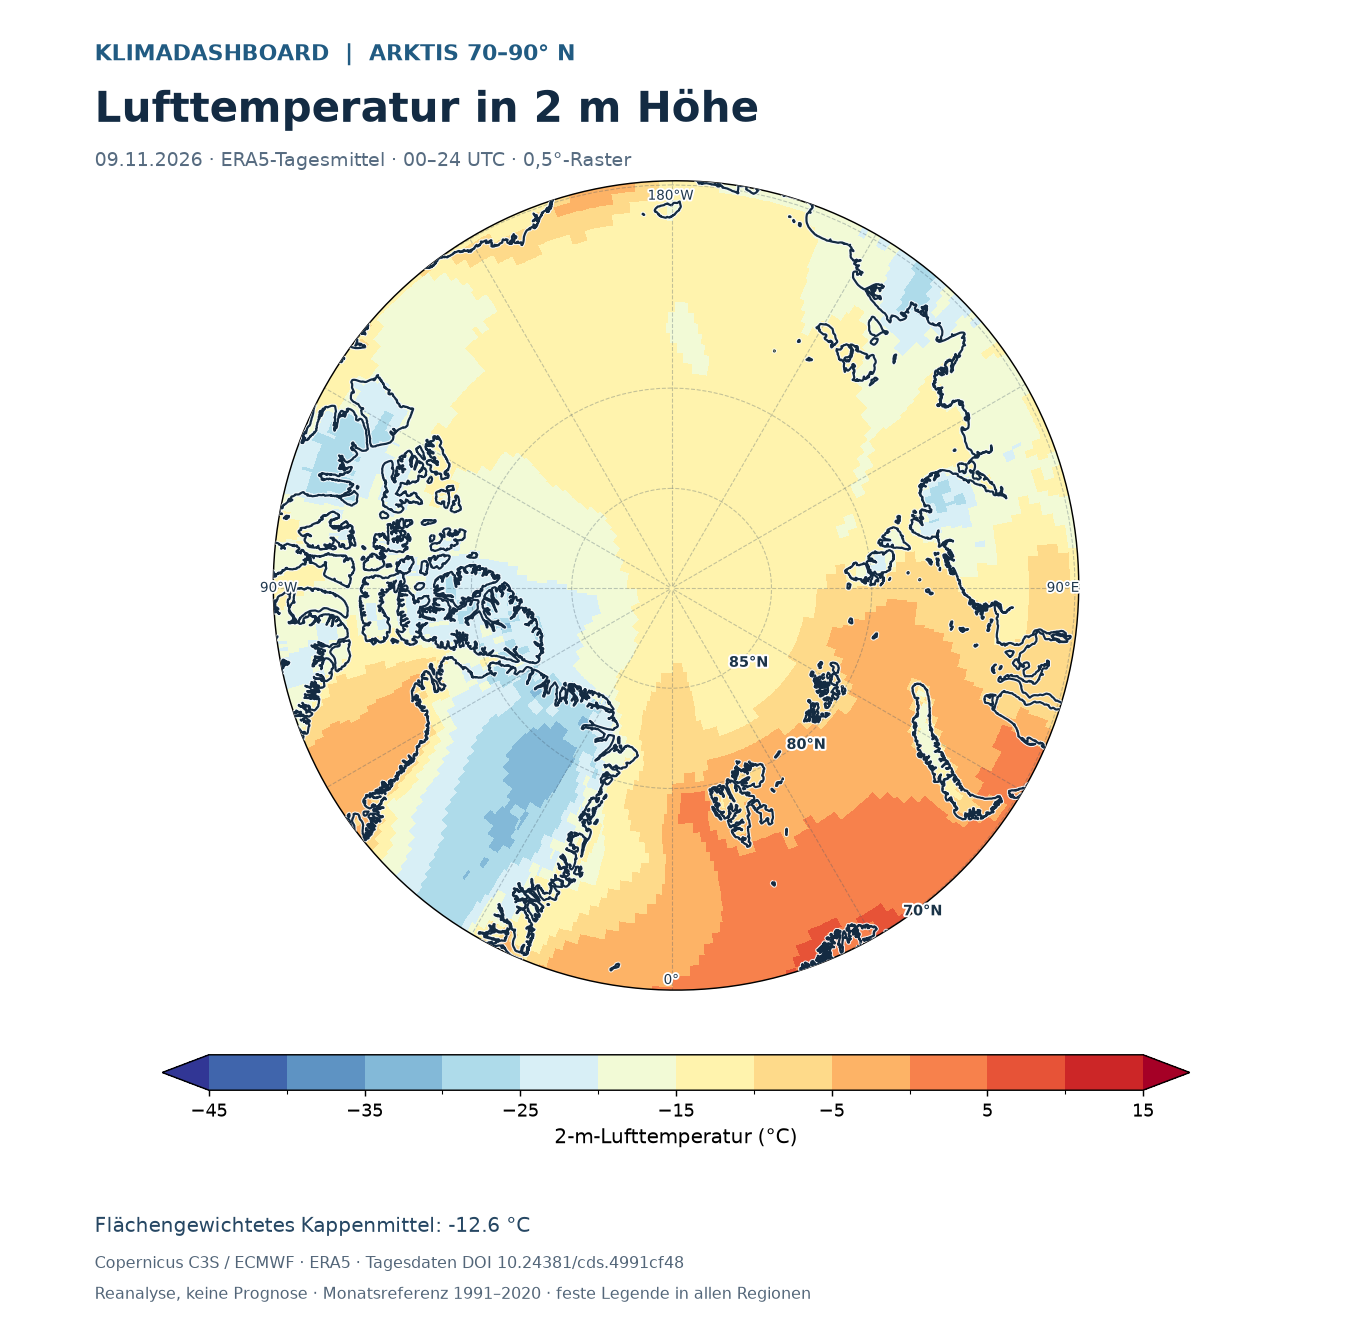 KLIMADASHBOARD | ARKTIS 70–90° N
Lufttemperatur in 2 m Höhe
09.11.2026 · ERA5-Tagesmittel · 00–24 UTC · 0,5°-Raster
180°W
90°W
90°E
85°N
80°N
70°N
0°
−45 −35 −25 −15 −5 5 15
2-m-Lufttemperatur (°C)
Flächengewichtetes Kappenmittel: -12.6 °C
Copernicus C3S / ECMWF · ERA5 · Tagesdaten DOI 10.24381/cds.4991cf48
Reanalyse, keine Prognose · Monatsreferenz 1991–2020 · feste Legende in allen Regionen